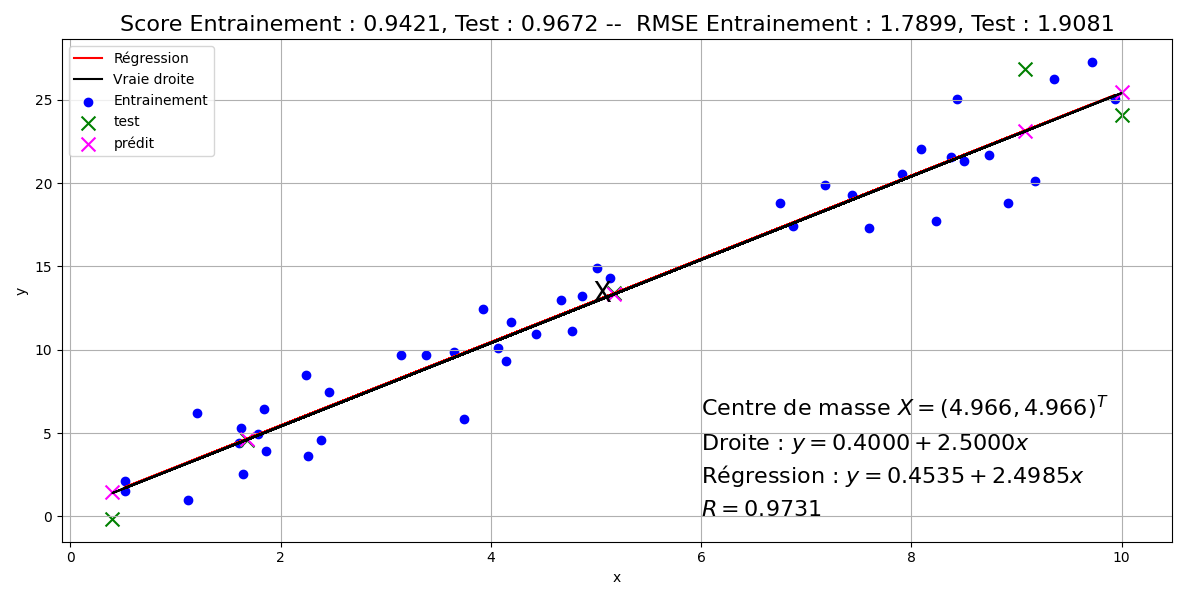 Score Entrainement : 0.9421, Test : 0.9672 --  RMSE Entrainement : 1.7899, Test : 1.9081
Régression
Vraie droite
Entrainement
test
prédit
25
20
15
10
5
0
y
X
Centre de masse X = (4.966, 4.966)^T
Droite : y = 0.4000 + 2.5000x
Régression : y = 0.4535 + 2.4985x
R = 0.9731
0 2 4 6 8 10
x